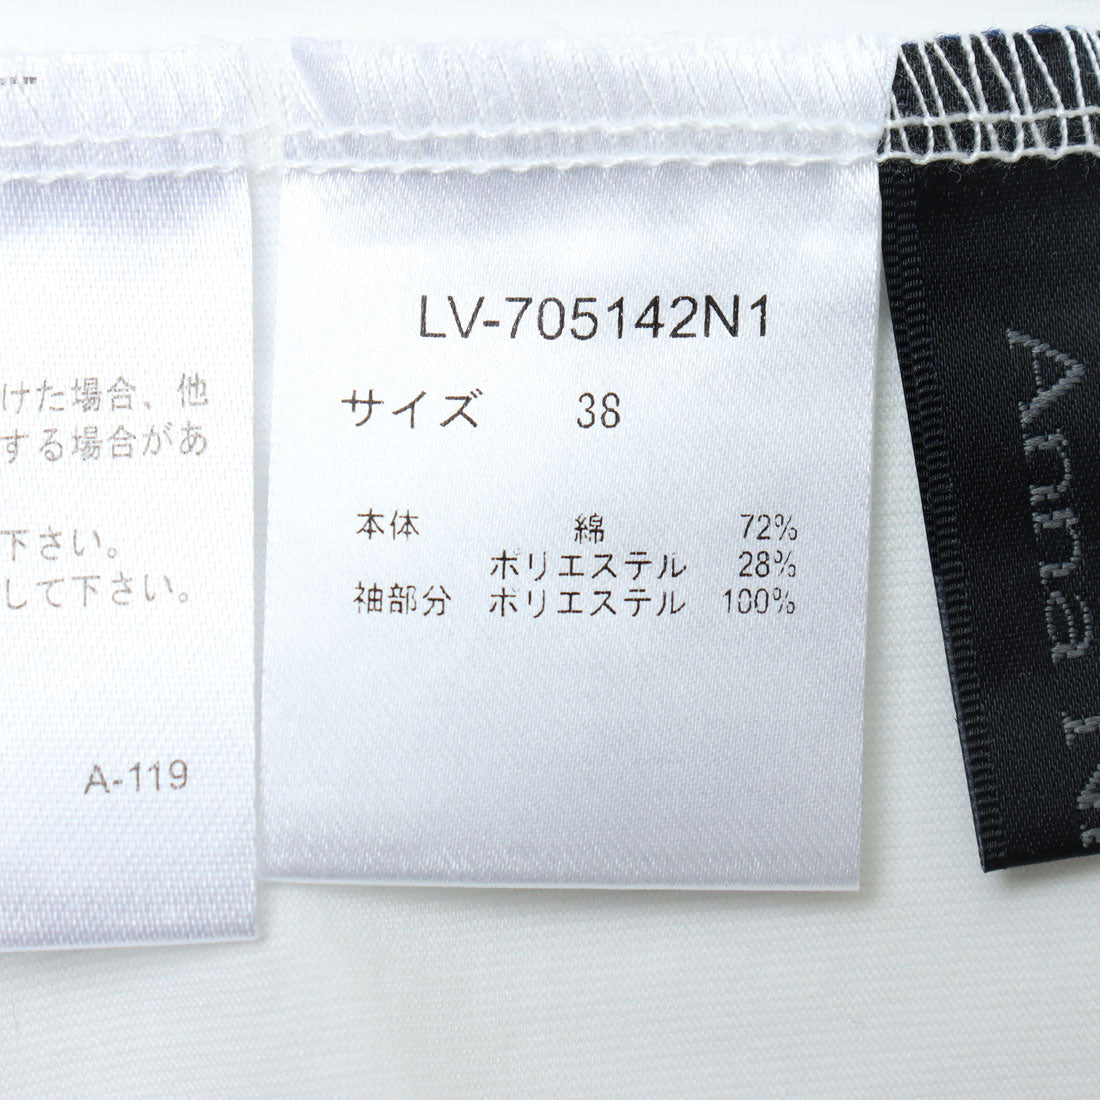 けた場合、他
する場合があ
下さい。
して下さい。
A-119
LV-705142N1
サイズ 38
本体 綿 72%
ポリエステル 28%
袖部分 ポリエステル 100%
Anna